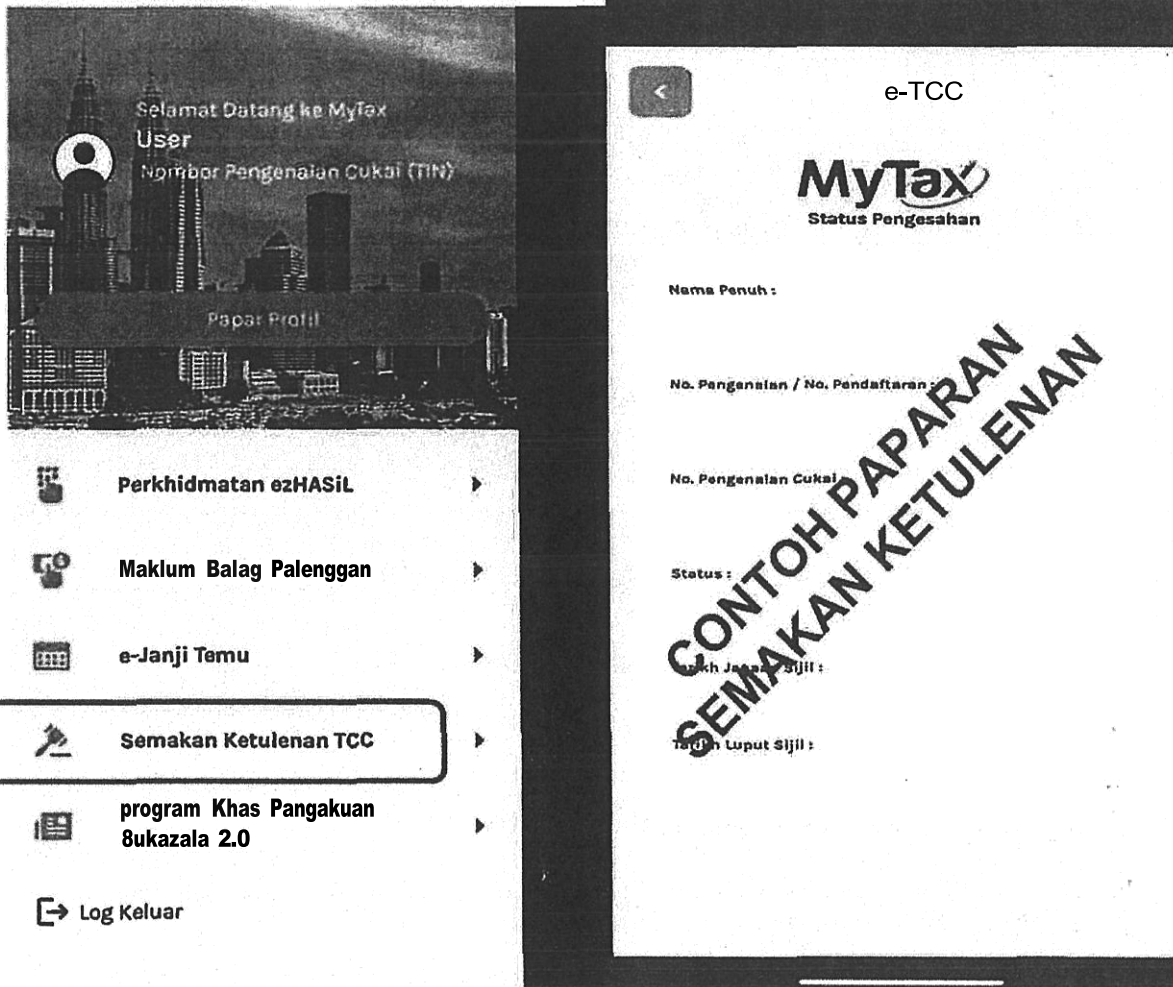 Selamat Datang ke MyTax
User
Nombor Pengenalan Cukai (TIN)
Papar Profil
Perkhidmatan ezHASiL
Maklum Balag Palenggan
e-Janji Temu
Semakan Ketulenan TCC
program Khas Pangakuan
8ukazala 2.0
Log Keluar
e-TCC
MyTax
Status Pengesahan
Nama Penuh :
No. Pengenalan / No. Pendaftaran :
No. Pengenalan Cukai
Status :
Sijil :
Tarikh Luput Sijil :
CONTOH PAPARAN
SEMAKAN KETULENAN